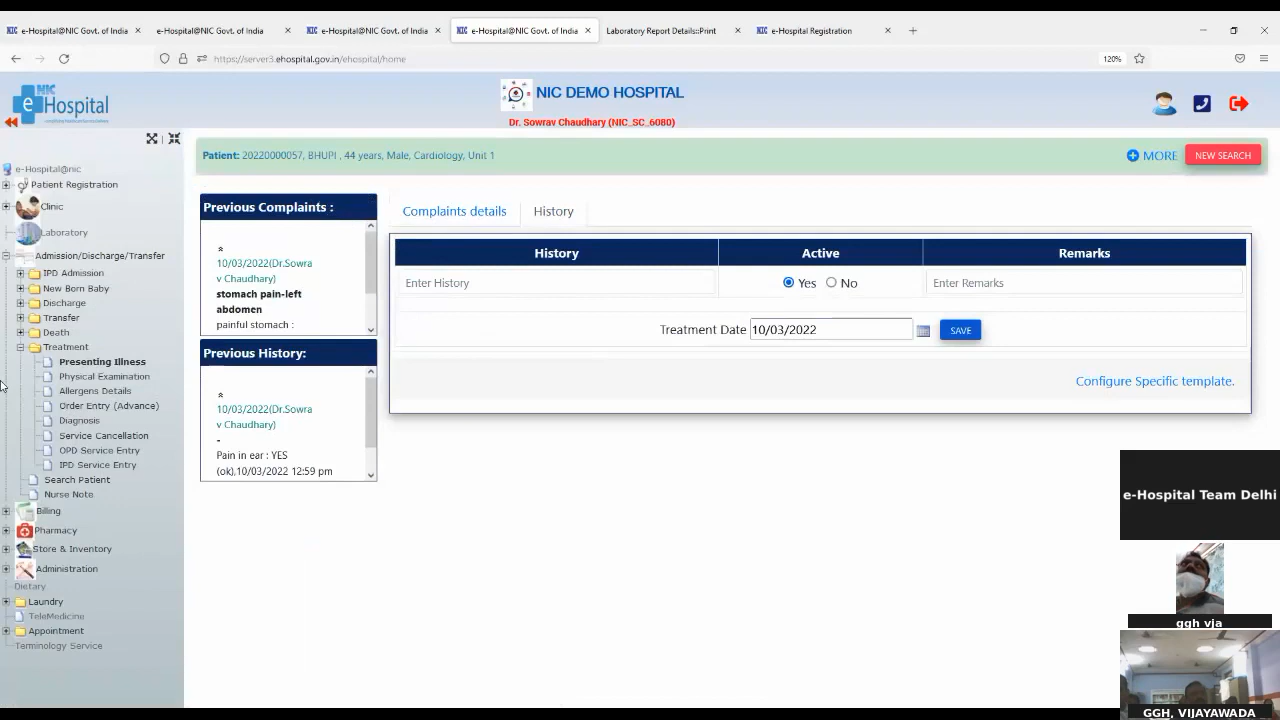 e-Hospital@NIC Govt. of India
e-Hospital@NIC Govt. of India
e-Hospital@NIC Govt. of India
e-Hospital@NIC Govt. of India
Laboratory Report Details::Print
e-Hospital Registration
https://server3.ehospital.gov.in/ehospital/home
120%
NIC
eHospital
NIC DEMO HOSPITAL
Dr. Sowrav Chaudhary (NIC_SC_6080)
e-Hospital@nic
Patient Registration
Clinic
Laboratory
Admission/Discharge/Transfer
IPD Admission
New Born Baby
Discharge
Transfer
Death
Treatment
Presenting Illness
Physical Examination
Allergens Details
Order Entry (Advance)
Diagnosis
Service Cancellation
OPD Service Entry
IPD Service Entry
Search Patient
Nurse Note
Billing
Pharmacy
Store & Inventory
Administration
Dietary
Laundry
TeleMedicine
Appointment
Terminology Service
Patient: 20220000057, BHUPI , 44 years, Male, Cardiology, Unit 1
MORE
NEW SEARCH
Previous Complaints :
10/03/2022(Dr.Sowra
v Chaudhary)
stomach pain-left
abdomen
painful stomach :
Previous History:
10/03/2022(Dr.Sowra
v Chaudhary)
-
Pain in ear : YES
(ok),10/03/2022 12:59 pm
Complaints details
History
History Active Remarks
Enter History Yes No Enter Remarks
Treatment Date 10/03/2022 SAVE
Configure Specific template.
e-Hospital Team Delhi
ggh vja
GGH, VIJAYAWADA